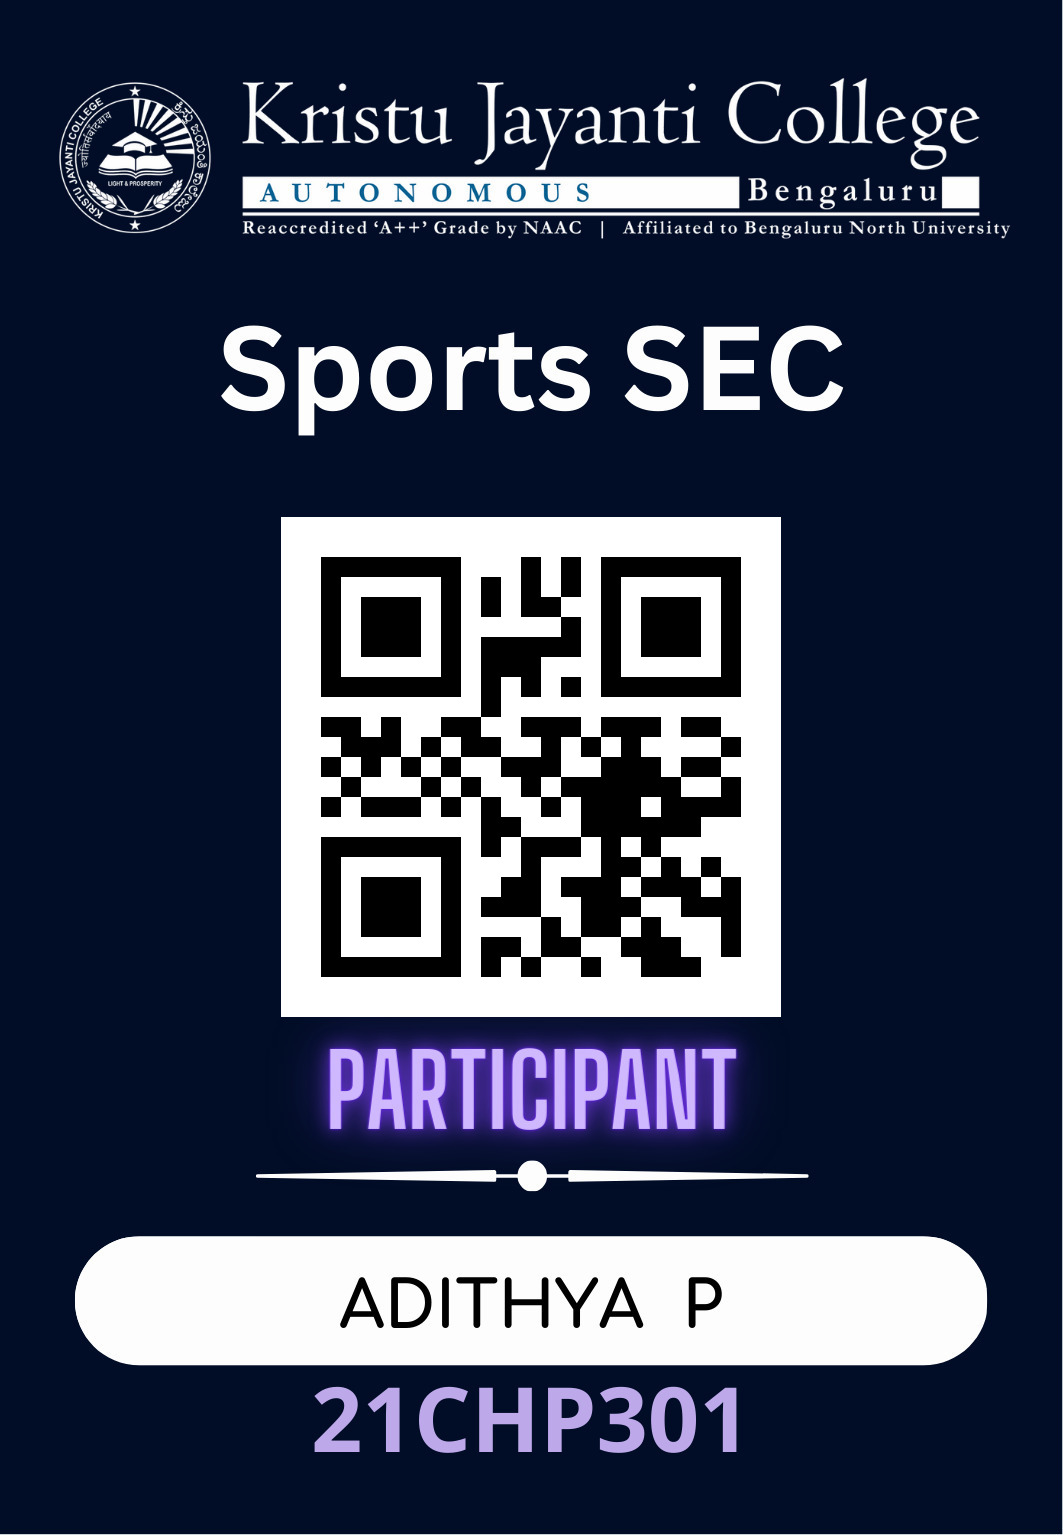 Kristu Jayanti College
AUTONOMOUS Bengaluru
Reaccredited ‘A++’ Grade by NAAC | Affiliated to Bengaluru North University
KRISTU JAYANTI COLLEGE
ಕ್ರಿಸ್ತು ಜಯಂತಿ ಕಾಲೇಜು
LIGHT & PROSPERITY
Sports SEC
PARTICIPANT
ADITHYA P
21CHP301